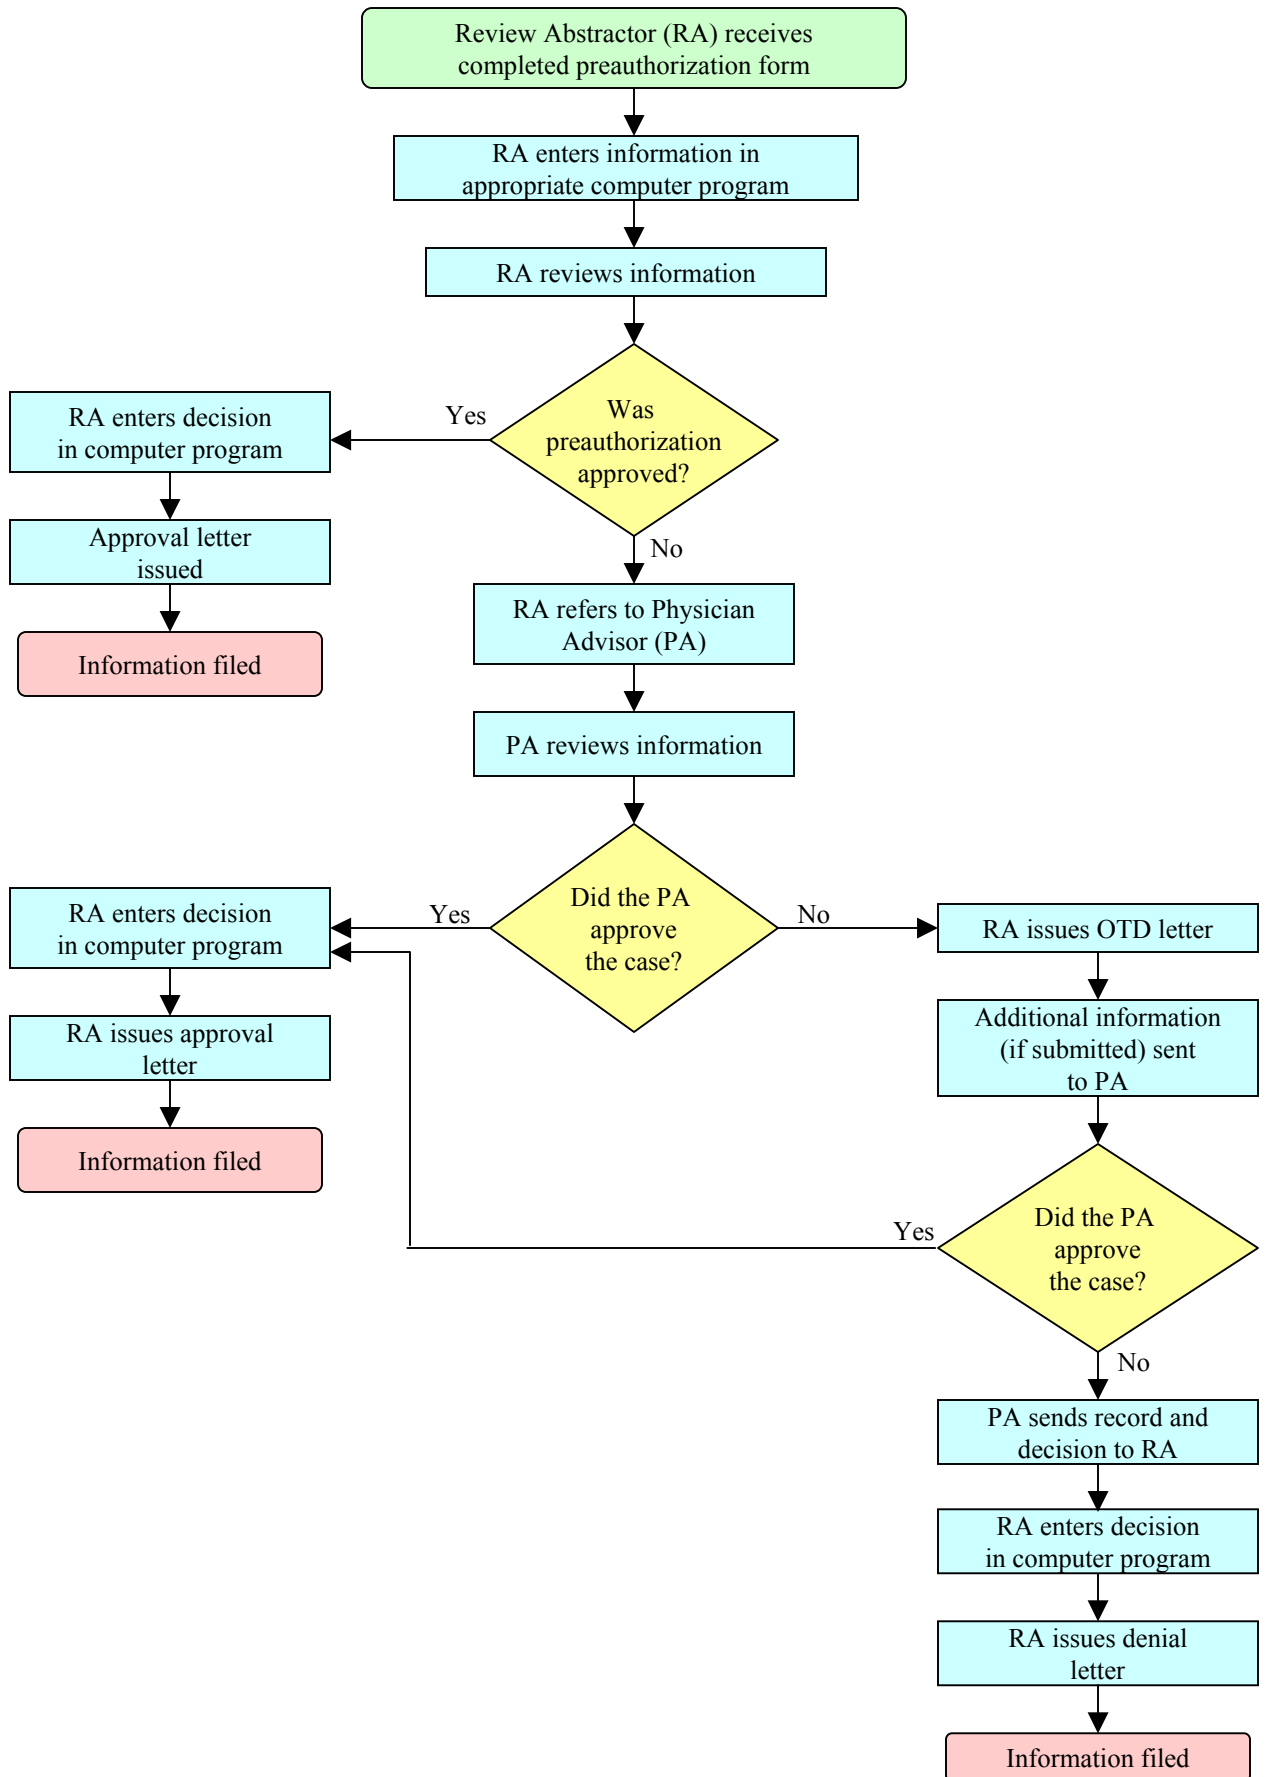 Review Abstractor (RA) receives
completed preauthorization form
RA enters information in
appropriate computer program
RA reviews information
Was
preauthorization
approved?
Yes
RA enters decision
in computer program
Approval letter
issued
Information filed
No
RA refers to Physician
Advisor (PA)
PA reviews information
Did the PA
approve
the case?
Yes
RA enters decision
in computer program
RA issues approval
letter
Information filed
No
RA issues OTD letter
Additional information
(if submitted) sent
to PA
Did the PA
approve
the case?
Yes
No
PA sends record and
decision to RA
RA enters decision
in computer program
RA issues denial
letter
Information filed